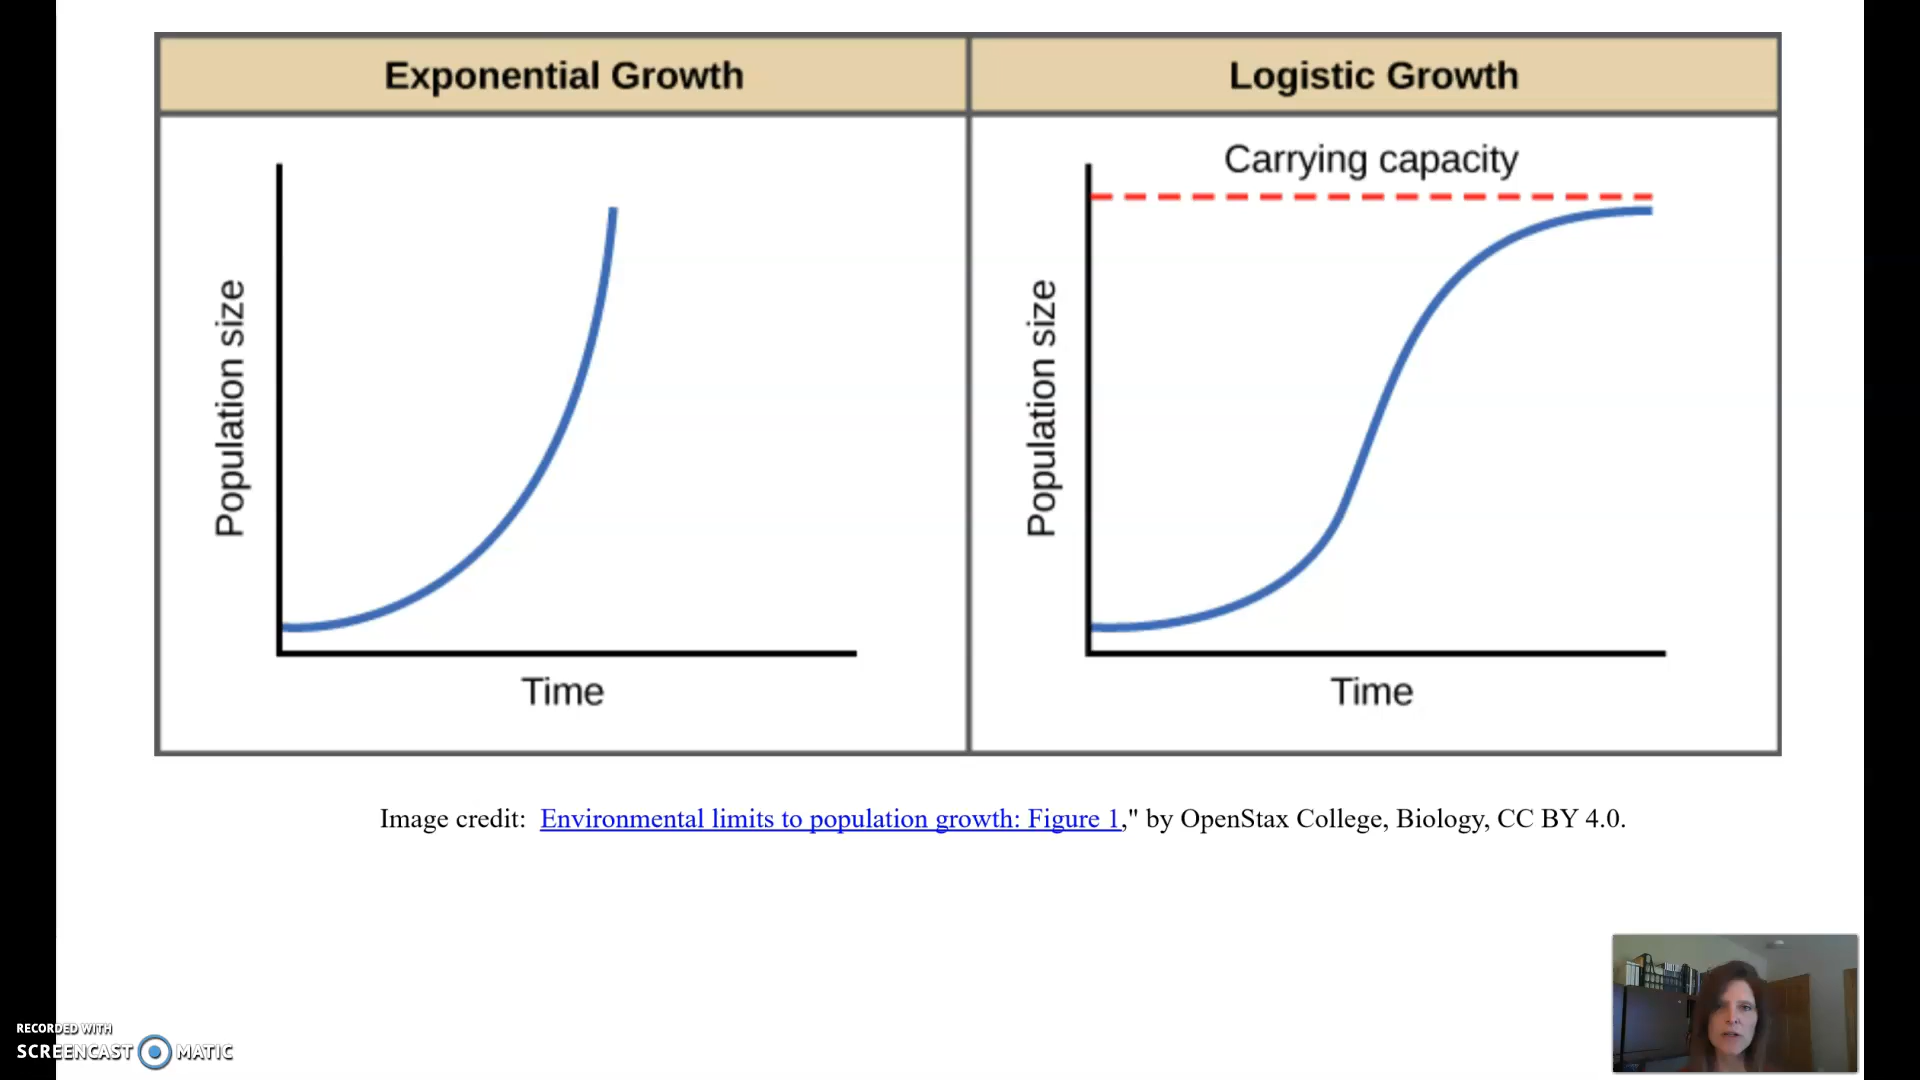 Exponential Growth
Logistic Growth
Carrying capacity
Population size
Time
Population size
Time
Image credit:  Environmental limits to population growth: Figure 1," by OpenStax College, Biology, CC BY 4.0.
RECORDED WITH
SCREENCAST MATIC